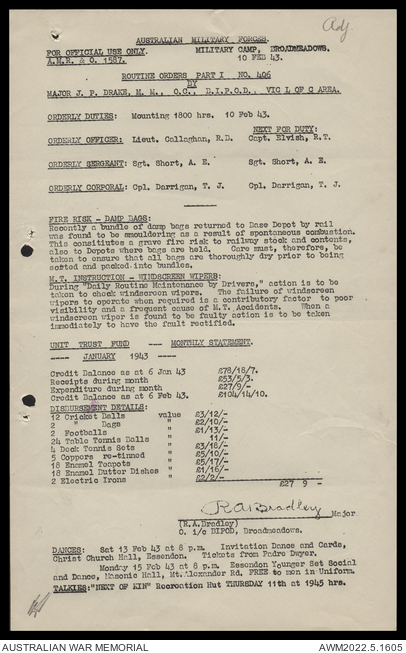 Adj.
AUSTRALIAN MILITARY FORCES.
FOR OFFICIAL USE ONLY. MILITARY CAMP, BROADMEADOWS.
A.M.R. & O. 1587. 10 FEB 43.
ROUTINE ORDERS PART I NO. 406
BY
MAJOR J. P. DRAKE, M. M., O.C., D.I.P.O.D., VIC L OF C AREA.
ORDERLY DUTIES: Mounting 1800 hrs. 10 Feb 43.
NEXT FOR DUTY:
ORDERLY OFFICER: Lieut. Callaghan, R.D. Capt. Elvish, R.T.
ORDERLY SERGEANT: Sgt. Short, A. E. Sgt. Short, A. E.
ORDERLY CORPORAL: Cpl. Darrigan, T. J. Cpl. Darrigan, T. J.
FIRE RISK - DAMP BAGS:
Recently a bundle of damp bags returned to Base Depot by rail
was found to be smouldering as a result of spontaneous combustion.
This constitutes a grave fire risk to railway stock and contents,
also to Depots where bags are held. Care must, therefore, be
taken to ensure that all bags are thoroughly dry prior to being
sorted and packed into bundles.
M.T. INSTRUCTION - WINDSCREEN WIPERS:
During "Daily Routine Maintenance by Drivers," action is to be
taken to check windscreen wipers. The failure of windscreen
wipers to operate when required is a contributory factor to poor
visibility and a frequent cause of M.T. Accidents. When a
windscreen wiper is found to be faulty action is to be taken
immediately to have the fault rectified.
UNIT TRUST FUND --- MONTHLY STATEMENT.
---- JANUARY 1943 ----
Credit Balance as at 6 Jan 43 £78/18/7.
Receipts during month £53/5/3.
Expenditure during month £27/9/-
Credit Balance as at 6 Feb 43. £104/14/10.
DISBURSEMENT DETAILS:
12 Cricket Balls value £3/12/-
2 " Bags " £2/10/-
2 Footballs " £1/13/-
24 Table Tennis Balls " 11/-
4 Deck Tennis Sets " £3/18/-
5 Coppers re-tinned " £5/10/-
18 Enamel Teapots " £5/17/-
18 Enamel Butter Dishes " £1/16/-
2 Electric Irons " £2/2/-
£27 9 -
R.A. Bradley Major
(R.A.Bradley)
O. i/c DIPOD, Broadmeadows.
DANCES: Sat 13 Feb 43 at 8 p.m. Invitation Dance and Cards,
Christ Church Hall, Essendon. Tickets from Padre Dwyer.
Monday 15 Feb 43 at 8 p.m. Essendon Younger Set Social
and Dance, Masonic Hall, Mt. Alexander Rd. FREE to men in Uniform.
TALKIES: "NEXT OF KIN" Recreation Hut THURSDAY 11th at 1945 hrs.
AUSTRALIAN WAR MEMORIAL AWM2022.5.1605